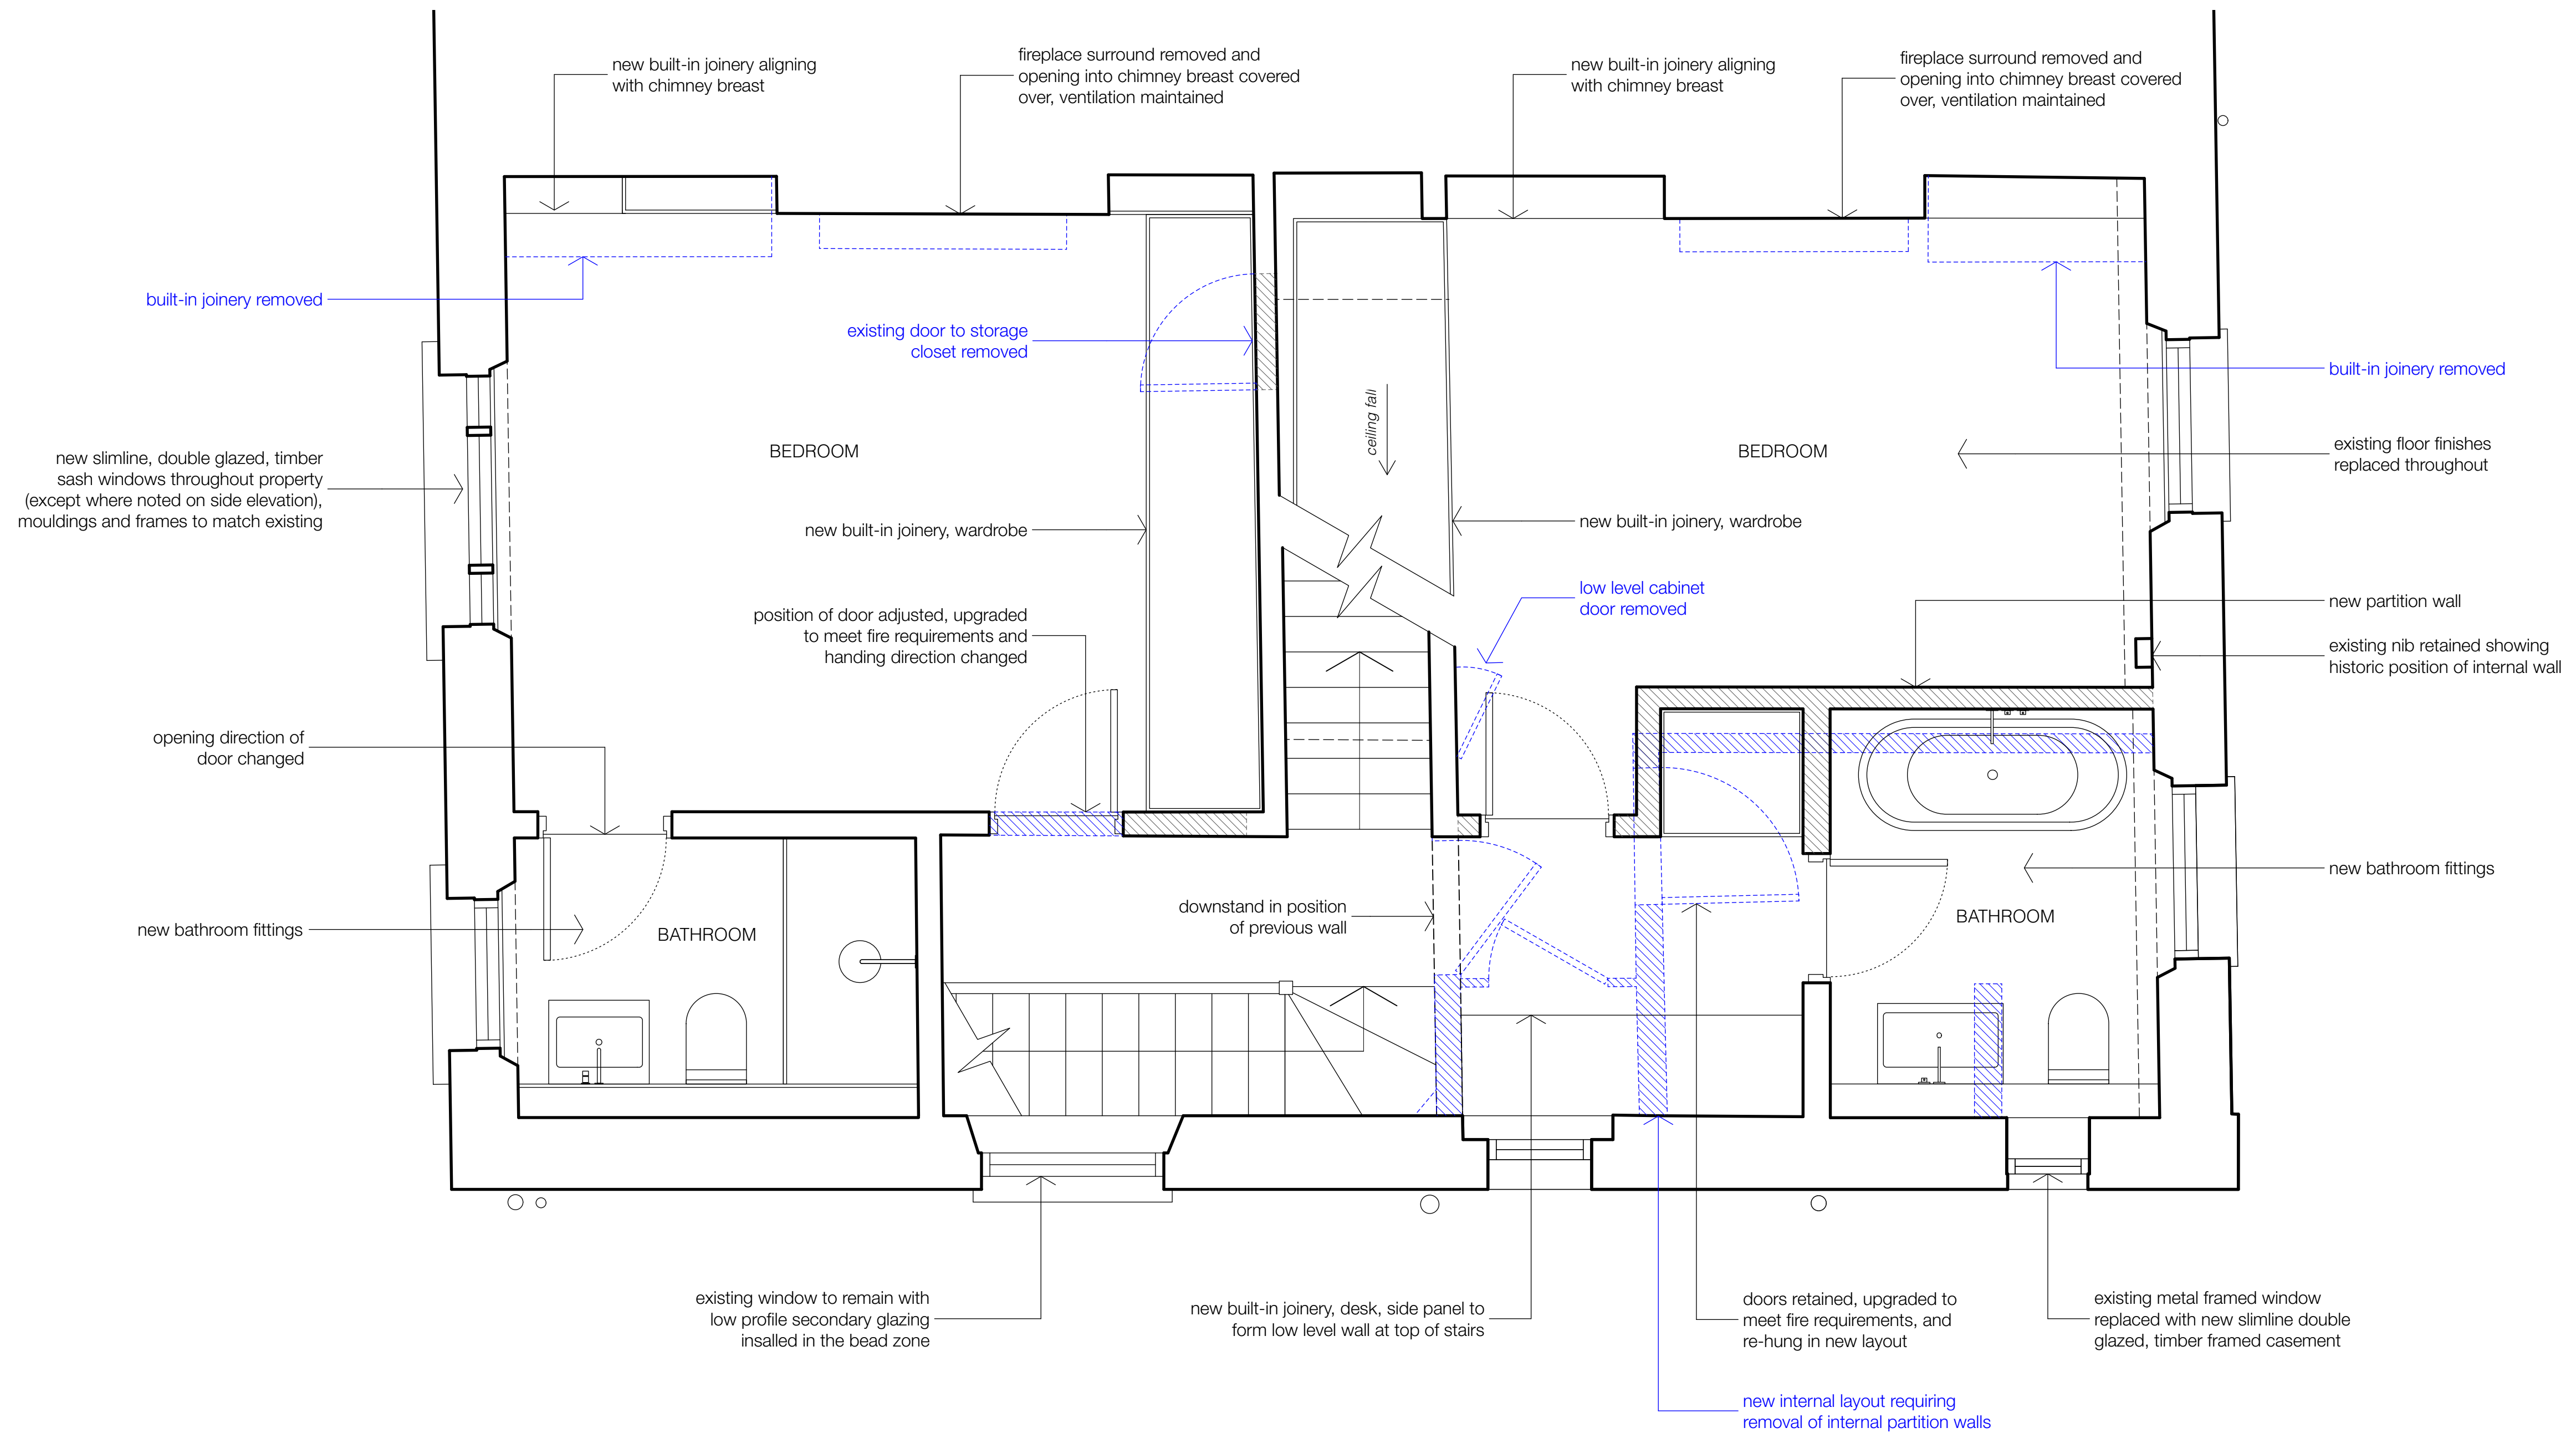 new built-in joinery aligning
with chimney breast
fireplace surround removed and
opening into chimney breast covered
over, ventilation maintained
new built-in joinery aligning
with chimney breast
fireplace surround removed and
opening into chimney breast covered
over, ventilation maintained
built-in joinery removed
existing door to storage
closet removed
built-in joinery removed
ceiling fall
BEDROOM
BEDROOM
existing floor finishes
replaced throughout
new slimline, double glazed, timber
sash windows throughout property
(except where noted on side elevation),
mouldings and frames to match existing
new built-in joinery, wardrobe
new built-in joinery, wardrobe
low level cabinet
door removed
new partition wall
position of door adjusted, upgraded
to meet fire requirements and
handing direction changed
existing nib retained showing
historic position of internal wall
opening direction of
door changed
new bathroom fittings
downstand in position
of previous wall
BATHROOM
new bathroom fittings
BATHROOM
existing window to remain with
low profile secondary glazing
insalled in the bead zone
new built-in joinery, desk, side panel to
form low level wall at top of stairs
doors retained, upgraded to
meet fire requirements, and
re-hung in new layout
existing metal framed window
replaced with new slimline double
glazed, timber framed casement
new internal layout requiring
removal of internal partition walls